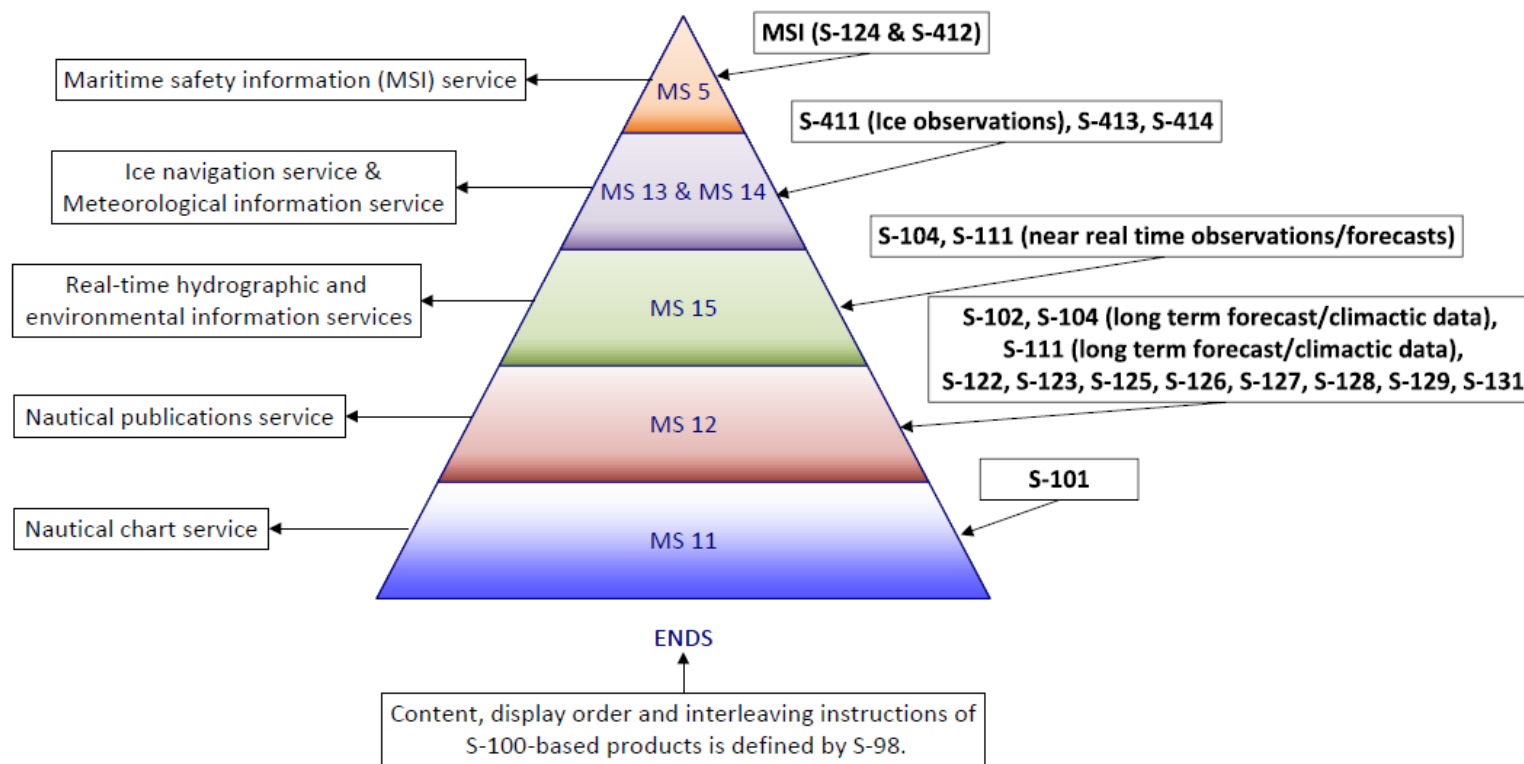 MSI (S-124 & S-412)
Maritime safety information (MSI) service
MS 5
S-411 (Ice observations), S-413, S-414
Ice navigation service &
Meteorological information service
MS 13 & MS 14
S-104, S-111 (near real time observations/forecasts)
Real-time hydrographic and
environmental information services
MS 15
S-102, S-104 (long term forecast/climactic data),
S-111 (long term forecast/climactic data),
S-122, S-123, S-125, S-126, S-127, S-128, S-129, S-131
Nautical publications service
MS 12
S-101
Nautical chart service
MS 11
ENDS
Content, display order and interleaving instructions of
S-100-based products is defined by S-98.